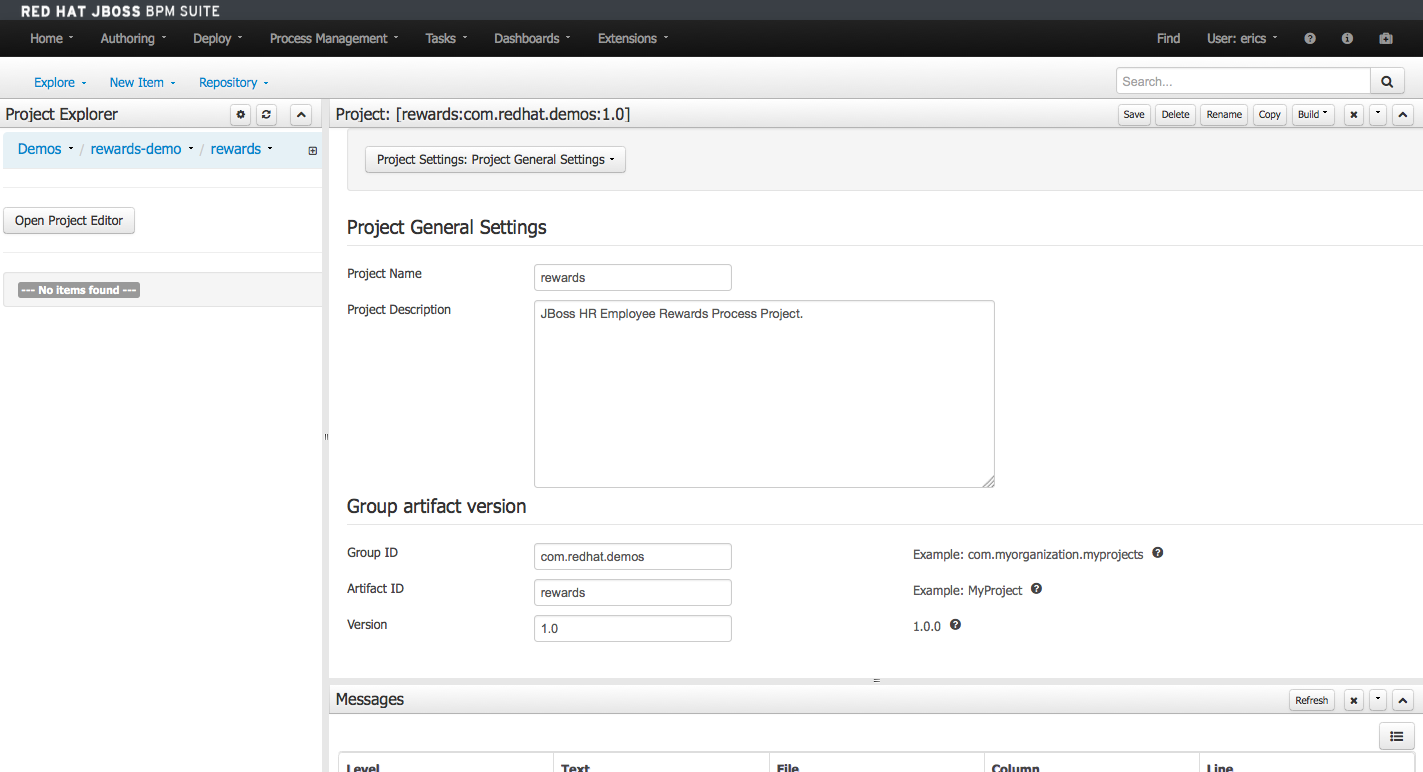 RED HAT JBOSS BPM SUITE
Home Authoring Deploy Process Management Tasks Dashboards Extensions Find User: erics
Explore New Item Repository Search...
Project Explorer
Demos / rewards-demo / rewards
Open Project Editor
--- No items found ---
Project: [rewards:com.redhat.demos:1.0] Save Delete Rename Copy Build
Project Settings: Project General Settings
Project General Settings
Project Name rewards
Project Description JBoss HR Employee Rewards Process Project.
Group artifact version
Group ID com.redhat.demos Example: com.myorganization.myprojects
Artifact ID rewards Example: MyProject
Version 1.0 1.0.0
Messages Refresh
Level Text File Column Line